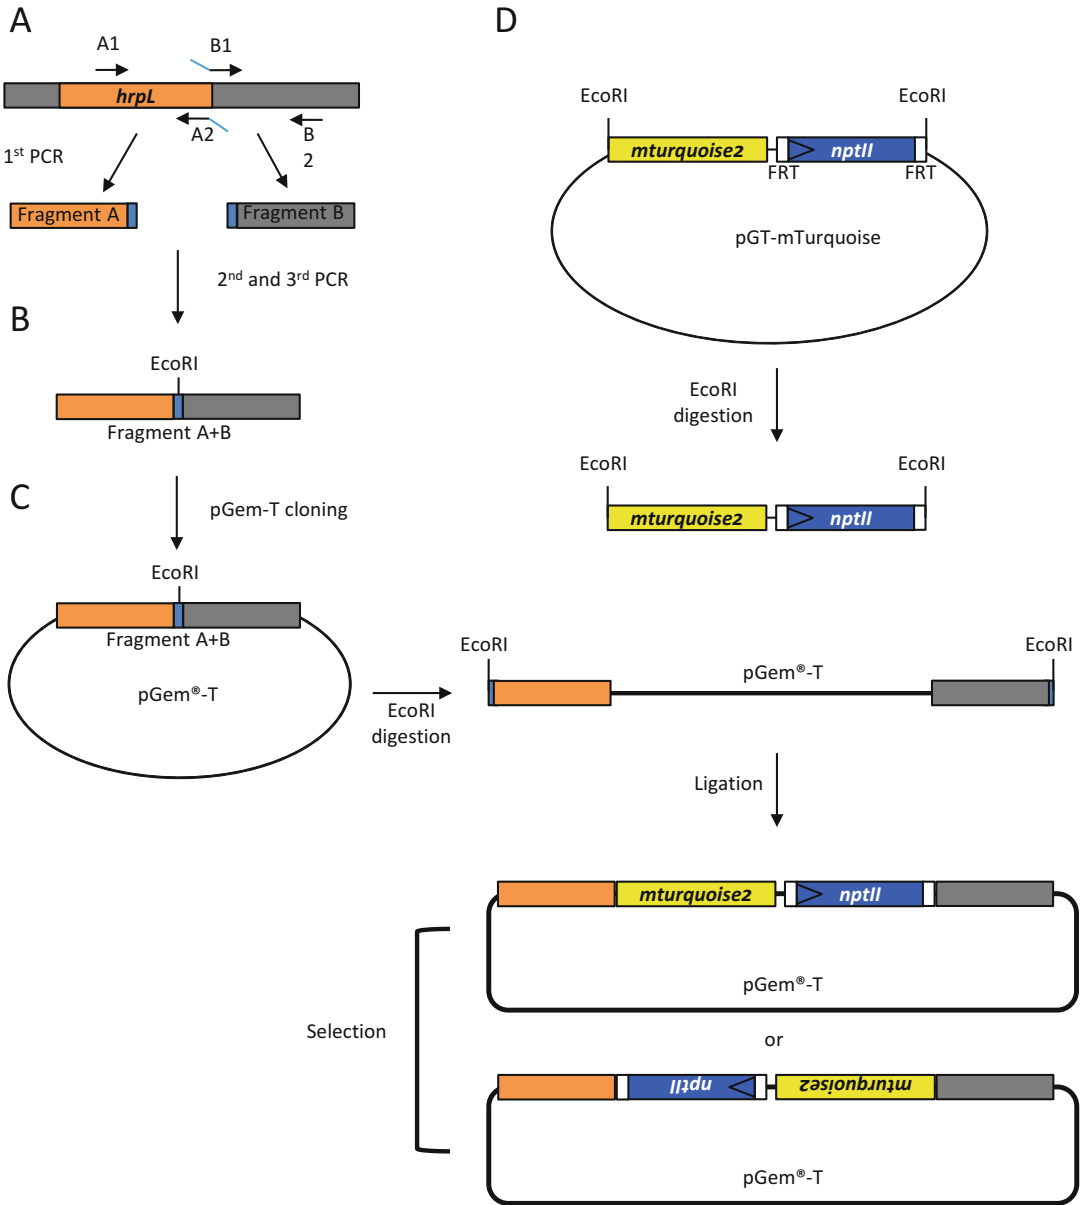 A
A1
B1
hrpL
A2
B
2
1st PCR
Fragment A
Fragment B
2nd and 3rd PCR
B
EcoRI
Fragment A+B
C
pGem-T cloning
EcoRI
Fragment A+B
pGem®-T
EcoRI
digestion
D
EcoRI
EcoRI
mturquoise2
nptII
FRT
FRT
pGT-mTurquoise
EcoRI
digestion
EcoRI
EcoRI
mturquoise2
nptII
EcoRI
EcoRI
pGem®-T
Ligation
mturquoise2
nptII
pGem®-T
Selection
or
nptII
mturquoise2
pGem®-T